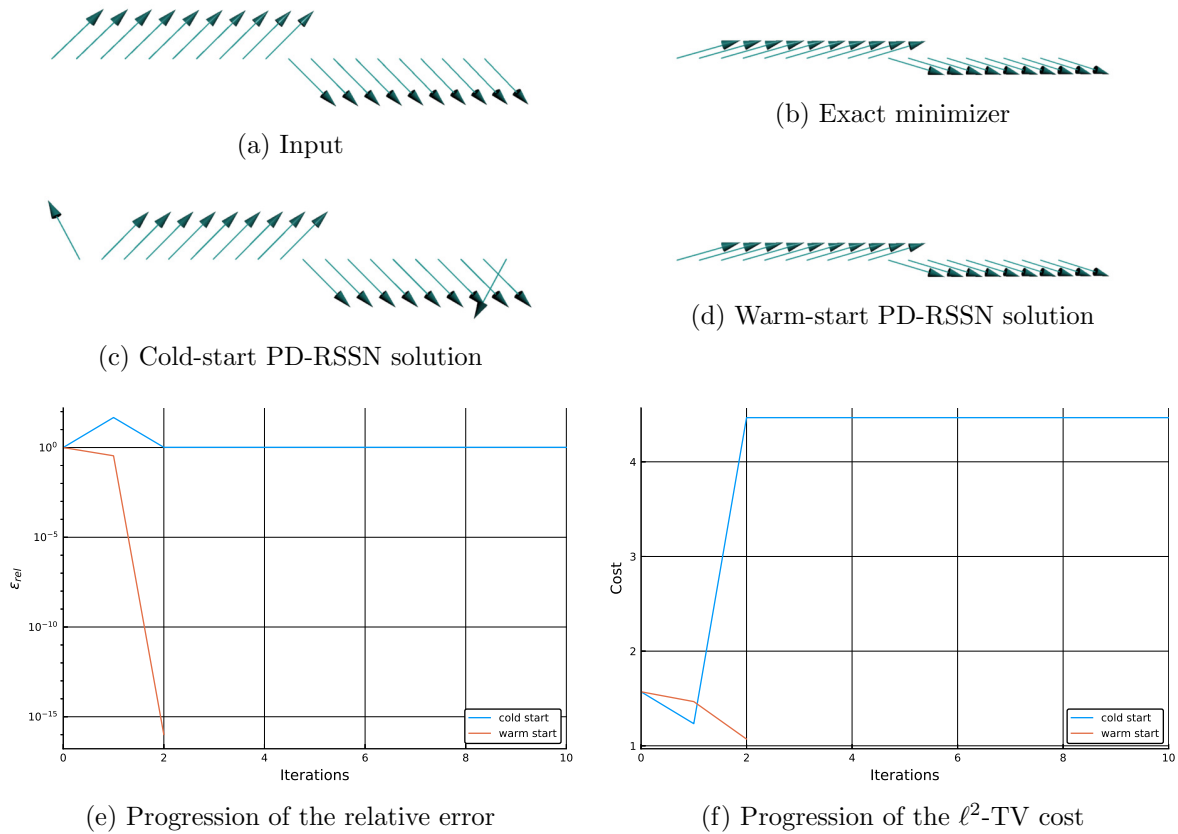 (a) Input
(b) Exact minimizer
(c) Cold-start PD-RSSN solution
(d) Warm-start PD-RSSN solution
10⁰
10⁻⁵
10⁻¹⁰
10⁻¹⁵
ε_rel
0 2 4 6 8 10
Iterations
cold start
warm start
(e) Progression of the relative error
4
3
2
1
Cost
0 2 4 6 8 10
Iterations
cold start
warm start
(f) Progression of the ℓ²-TV cost